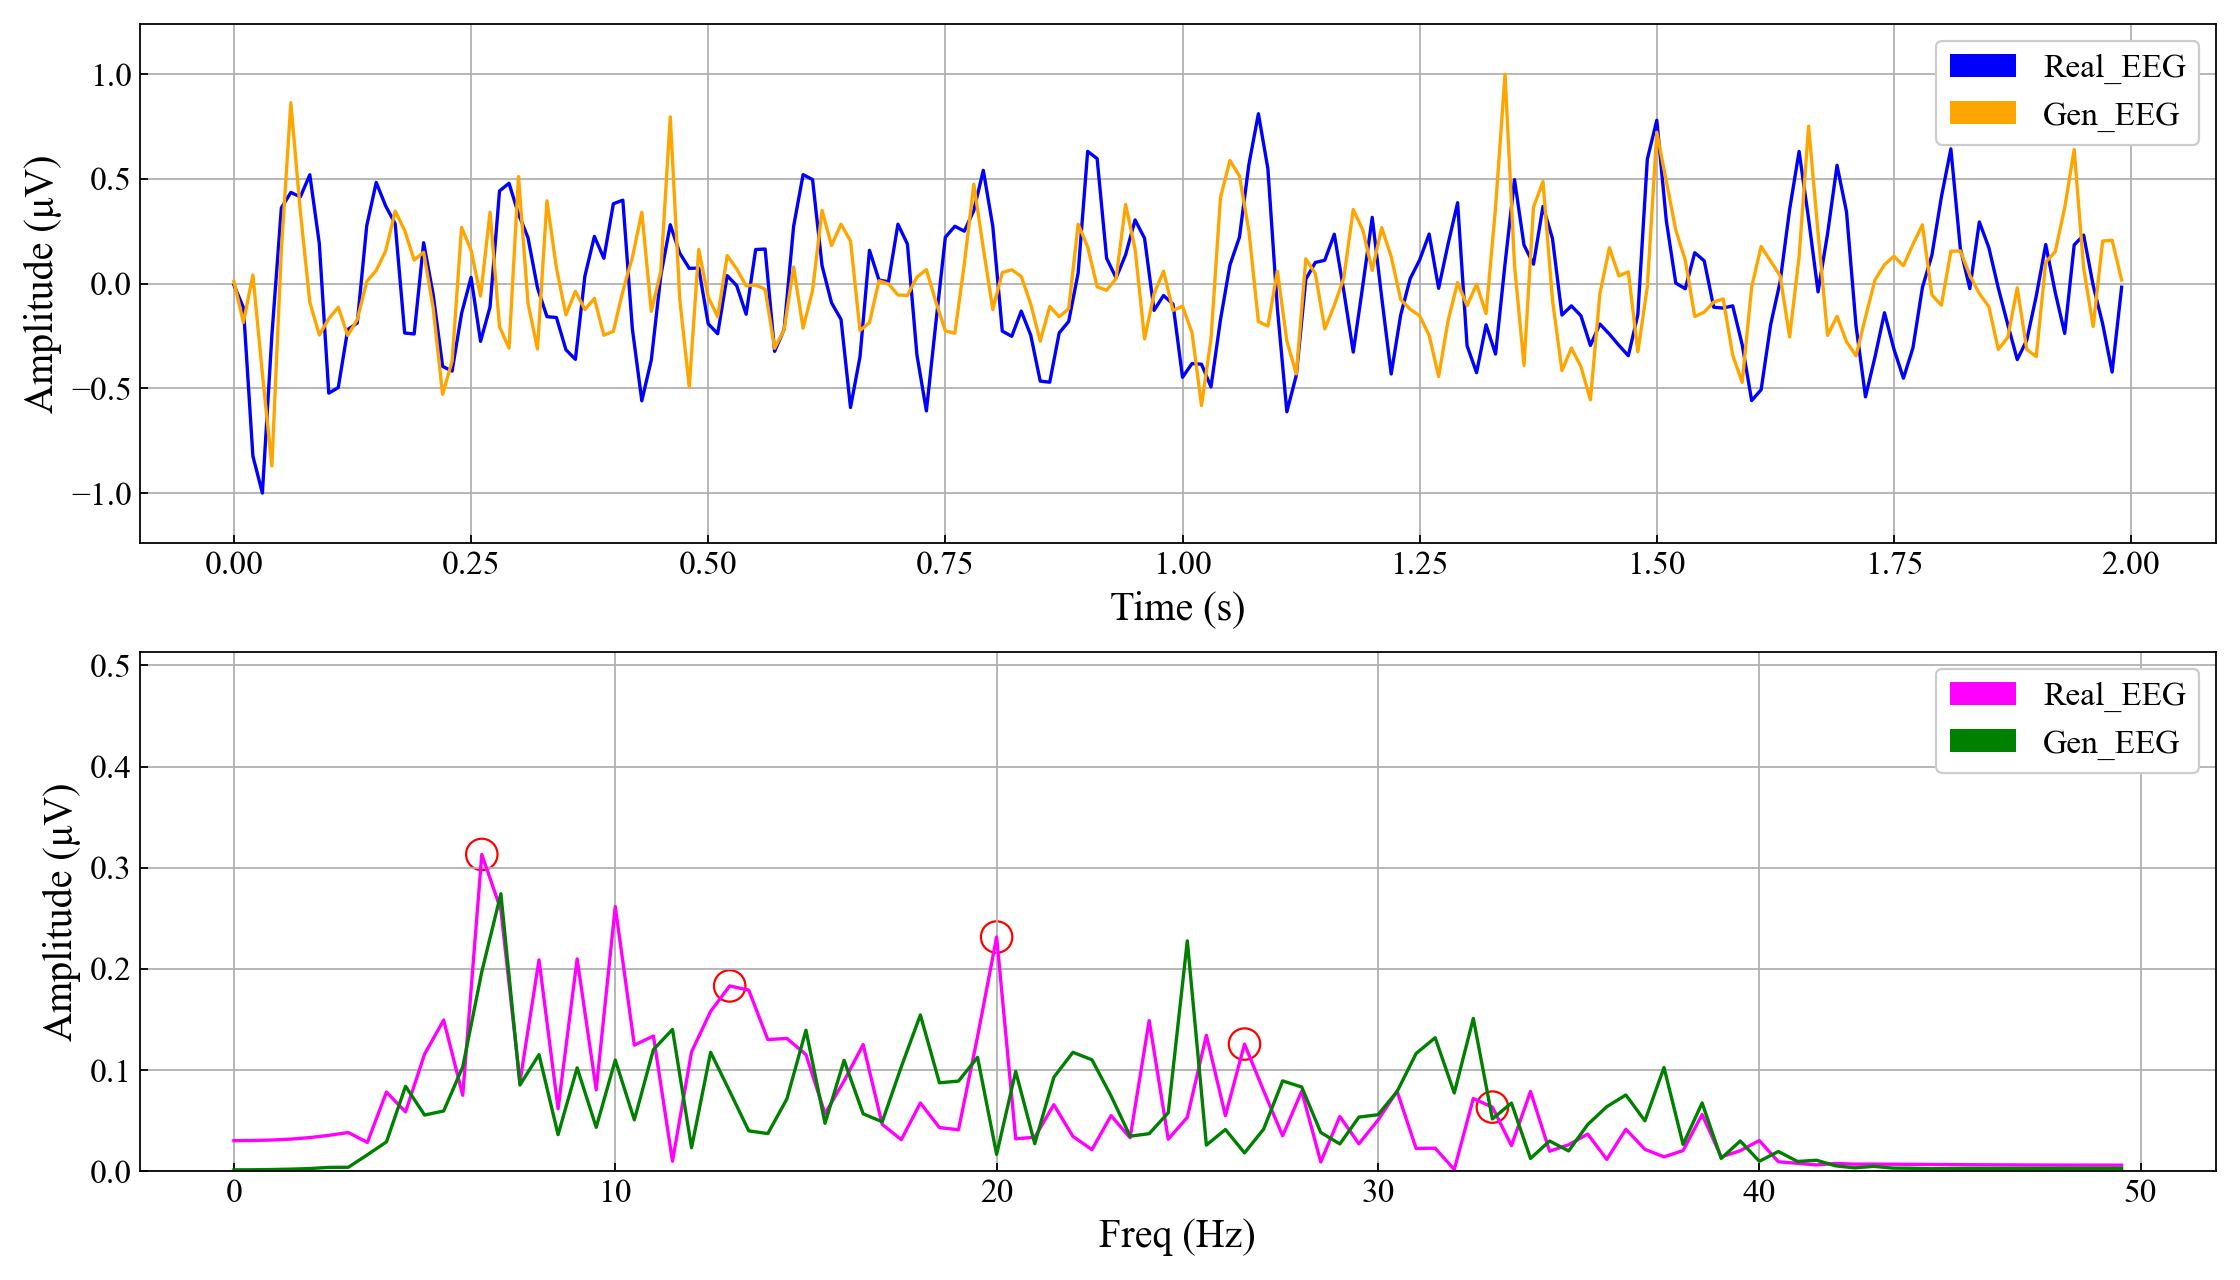 Amplitude (μV)
1.0
0.5
0.0
−0.5
−1.0
Real_EEG
Gen_EEG
0.00 0.25 0.50 0.75 1.00 1.25 1.50 1.75 2.00
Time (s)
Amplitude (μV)
0.5
0.4
0.3
0.2
0.1
0.0
Real_EEG
Gen_EEG
0 10 20 30 40 50
Freq (Hz)